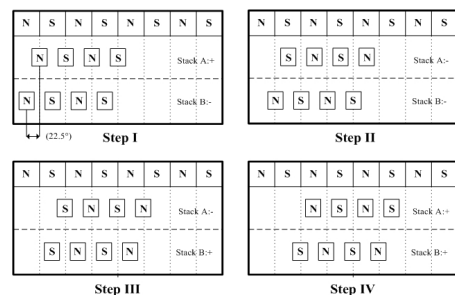 N S N S N S N S
N S N S Stack A:+
N S N S Stack B:-
(22.5°)
Step I
N S N S N S N S
S N S N Stack A:-
N S N S Stack B:-
Step II
N S N S N S N S
S N S N Stack A:-
S N S N Stack B:+
Step III
N S N S N S N S
N S N S Stack A:+
S N S N Stack B:+
Step IV